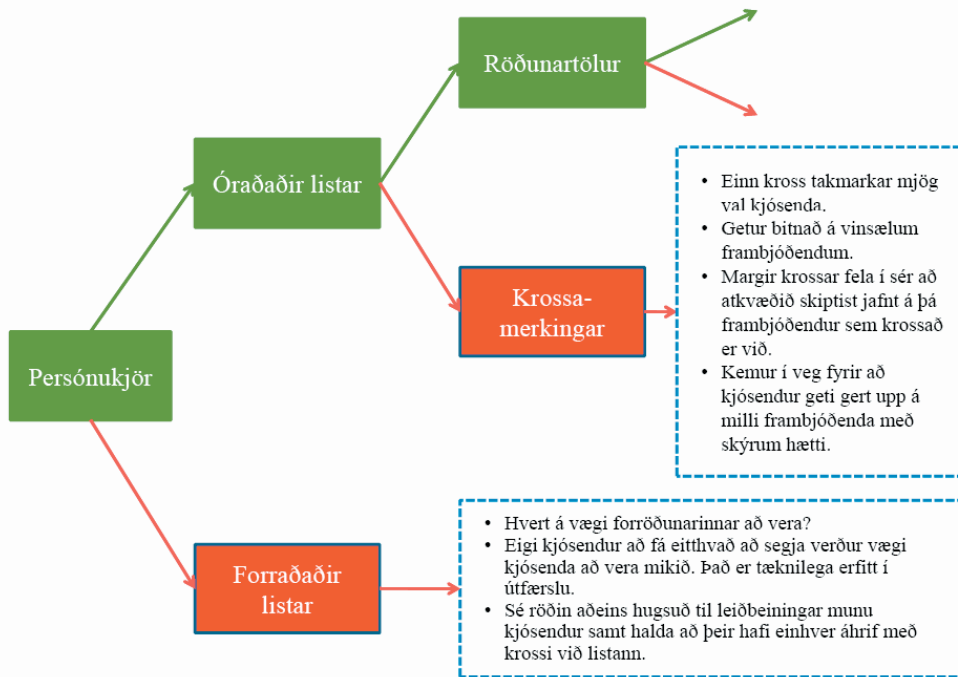 Röðunartölur
Óraðaðir listar
• Einn kross takmarkar mjög
val kjósenda.
• Getur bitnað á vinsælum
frambjóðendum.
• Margir krossar fela í sér að
atkvæðið skiptist jafnt á þá
frambjóðendur sem krossað
er við.
• Kemur í veg fyrir að
kjósendur geti gert upp á
milli frambjóðenda með
skýrum hætti.
Krossa-
merkingar
Persónukjör
Forraðaðir
listar
• Hvert á vægi forröðunarinnar að vera?
• Eigi kjósendur að fá eitthvað að segja verður vægi
kjósenda að vera mikið. Það er tæknilega erfitt í
útfærslu.
• Sé röðin aðeins hugsuð til leiðbeiningar munu
kjósendur samt halda að þeir hafi einhver áhrif með
krossi við listann.